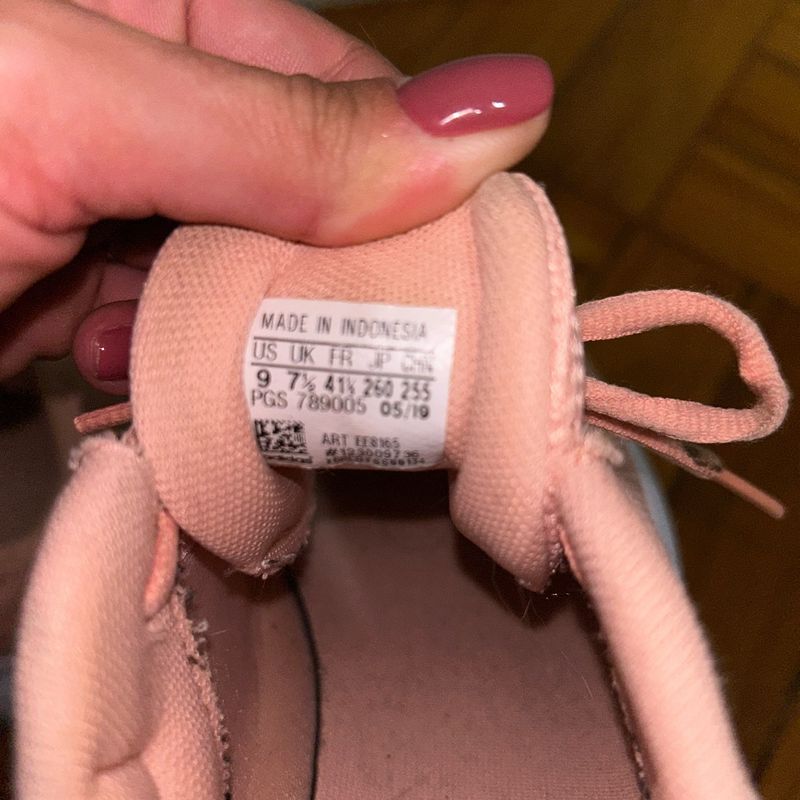 MADE IN INDONESIA
US UK FR JP CHN
9 7½ 41⅓ 260 255
PGS 789005 05/19
ART EE8165
#123009736